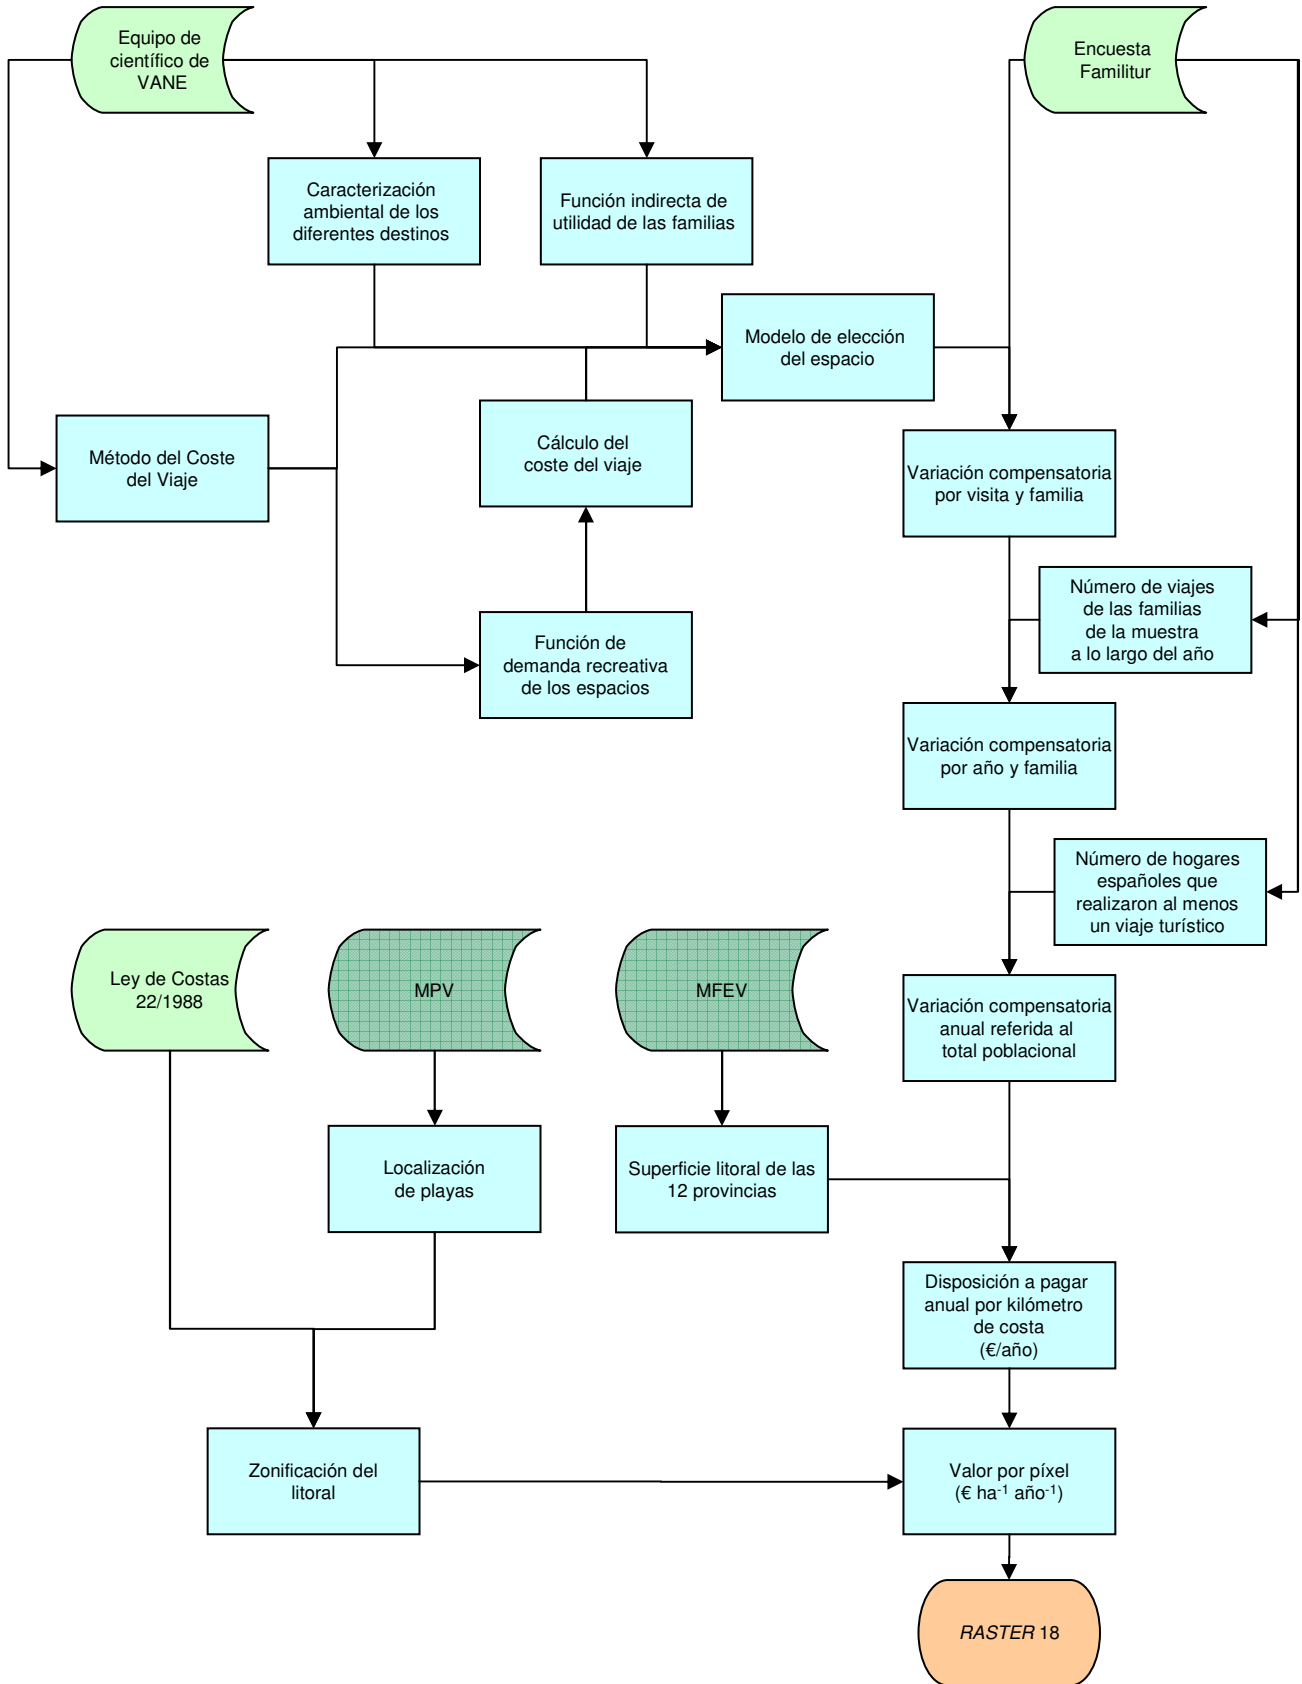 Equipo de
científico de
VANE
Encuesta
Familitur
Caracterización
ambiental de los
diferentes destinos
Función indirecta de
utilidad de las familias
Modelo de elección
del espacio
Método del Coste
del Viaje
Cálculo del
coste del viaje
Variación compensatoria
por visita y familia
Número de viajes
de las familias
de la muestra
a lo largo del año
Función de
demanda recreativa
de los espacios
Variación compensatoria
por año y familia
Número de hogares
españoles que
realizaron al menos
un viaje turístico
Ley de Costas
22/1988
MPV
MFEV
Variación compensatoria
anual referida al
total poblacional
Localización
de playas
Superficie litoral de las
12 provincias
Disposición a pagar
anual por kilómetro
de costa
(€/año)
Zonificación del
litoral
Valor por píxel
(€ ha⁻¹ año⁻¹)
RASTER 18